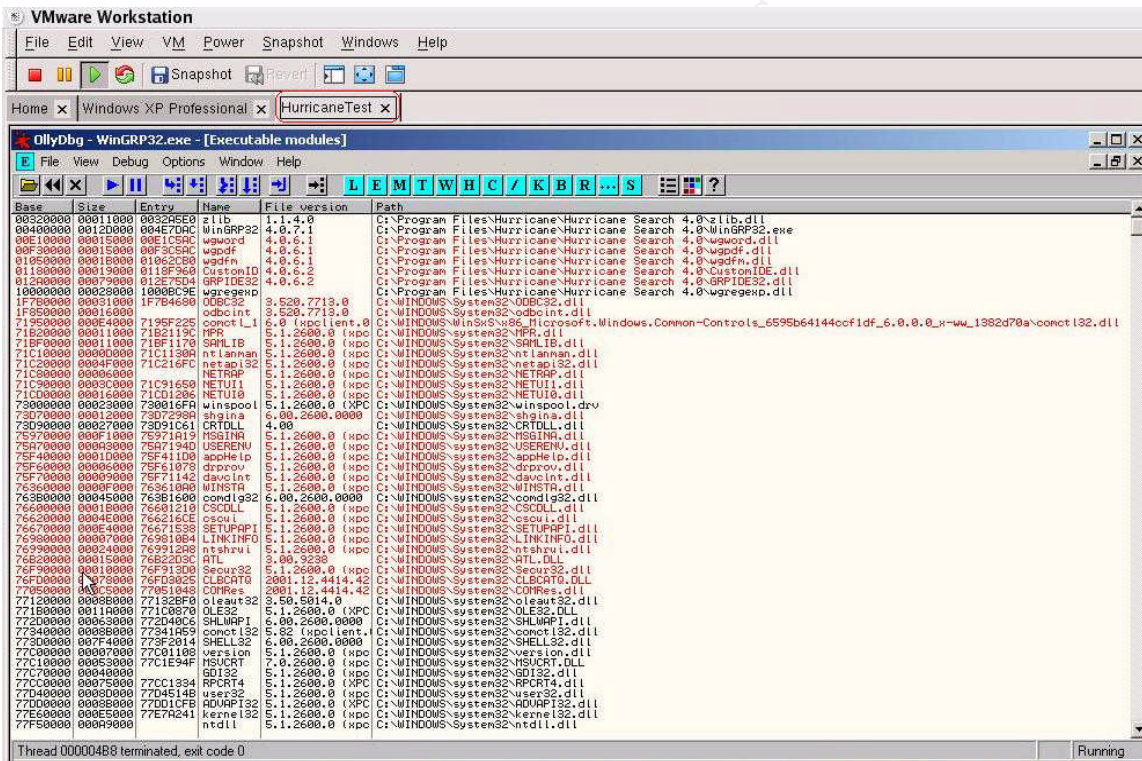 VMware Workstation
File Edit View VM Power Snapshot Windows Help
Snapshot Revert
Home Windows XP Professional HurricaneTest
OllyDbg - WinGRP32.exe - [Executable modules]
E File View Debug Options Window Help
L E M T W H C / K B R ... S ?
Base Size Entry Name File version Path
00320000 00011000 0032A5E0 zlib 1.1.4.0 C:\Program Files\Hurricane\Hurricane Search 4.0\zlib.dll
00400000 0012D000 004E7DAC WinGRP32 4.0.7.1 C:\Program Files\Hurricane\Hurricane Search 4.0\WinGRP32.exe
00E10000 00015000 00E1C5AC wgword 4.0.6.1 C:\Program Files\Hurricane\Hurricane Search 4.0\wgword.dll
00F30000 00015000 00F3C5AC wgpdf 4.0.6.1 C:\Program Files\Hurricane\Hurricane Search 4.0\wgpdf.dll
01050000 0001B000 01062CB0 wgdfm 4.0.6.1 C:\Program Files\Hurricane\Hurricane Search 4.0\wgdfm.dll
01180000 00019000 0118F960 CustomID 4.0.6.2 C:\Program Files\Hurricane\Hurricane Search 4.0\CustomIDE.dll
012A0000 00079000 012E75D4 GRPIDE32 4.0.6.2 C:\Program Files\Hurricane\Hurricane Search 4.0\GRPIDE32.dll
10000000 00028000 1000BC9E wgregexp C:\Program Files\Hurricane\Hurricane Search 4.0\wgregexp.dll
1F7B0000 00031000 1F7B4680 ODBC32 3.520.7713.0 C:\WINDOWS\System32\ODBC32.dll
1F850000 00016000 odbcint 3.520.7713.0 C:\WINDOWS\System32\odbcint.dll
71950000 000E4000 7195F225 comctl_1 6.0 (xpclient.0 C:\WINDOWS\WinSxS\x86_Microsoft.Windows.Common-Controls_6595b64144ccf1df_6.0.0.0_x-ww_1382d70a\comctl32.dll
71B20000 00011000 71B2119C MPR 5.1.2600.0 (xpc C:\WINDOWS\system32\MPR.dll
71BF0000 00011000 71BF1170 SAMLIB 5.1.2600.0 (xpc C:\WINDOWS\System32\SAMLIB.dll
71C10000 0000D000 71C1130A ntlanman 5.1.2600.0 (xpc C:\WINDOWS\System32\ntlanman.dll
71C20000 0004F000 71C216FC netapi32 5.1.2600.0 (xpc C:\WINDOWS\System32\netapi32.dll
71C80000 00006000 NETRAP 5.1.2600.0 (xpc C:\WINDOWS\System32\NETRAP.dll
71C90000 0003C000 71C91650 NETUI1 5.1.2600.0 (xpc C:\WINDOWS\System32\NETUI1.dll
71CD0000 00016000 71CD1206 NETUI0 5.1.2600.0 (xpc C:\WINDOWS\System32\NETUI0.dll
73000000 00023000 730016FA winspool 5.1.2600.0 (XPC C:\WINDOWS\System32\winspool.drv
73D70000 00012000 73D7298A shgina 6.00.2600.0000 C:\WINDOWS\System32\shgina.dll
73D90000 00027000 73D91C61 CRTDLL 4.00 C:\WINDOWS\System32\CRTDLL.dll
75970000 000F1000 75971A19 MSGINA 5.1.2600.0 (xpc C:\WINDOWS\System32\MSGINA.dll
75A70000 000A3000 75A7194D USERENV 5.1.2600.0 (xpc C:\WINDOWS\system32\USERENV.dll
75F40000 0001D000 75F411D0 appHelp 5.1.2600.0 (xpc C:\WINDOWS\system32\appHelp.dll
75F60000 00006000 75F61078 drprov 5.1.2600.0 (xpc C:\WINDOWS\System32\drprov.dll
75F70000 00009000 75F71142 davclnt 5.1.2600.0 (xpc C:\WINDOWS\System32\davclnt.dll
76360000 0000F000 763610A0 WINSTA 5.1.2600.0 (xpc C:\WINDOWS\System32\WINSTA.dll
763B0000 00045000 763B1600 comdlg32 6.00.2600.0000 C:\WINDOWS\system32\comdlg32.dll
76600000 0001B000 76601210 CSCDLL 5.1.2600.0 (xpc C:\WINDOWS\System32\CSCDLL.dll
76620000 0004E000 766216CE cscui 5.1.2600.0 (xpc C:\WINDOWS\System32\cscui.dll
76670000 000E4000 76671538 SETUPAPI 5.1.2600.0 (xpc C:\WINDOWS\System32\SETUPAPI.dll
76980000 00007000 769810B4 LINKINFO 5.1.2600.0 (xpc C:\WINDOWS\System32\LINKINFO.dll
76990000 00024000 769912A8 ntshrui 5.1.2600.0 (xpc C:\WINDOWS\System32\ntshrui.dll
76B20000 00015000 76B22D3C ATL 3.00.9238 C:\WINDOWS\System32\ATL.DLL
76F90000 00010000 76F913D0 Secur32 5.1.2600.0 (xpc C:\WINDOWS\System32\Secur32.dll
76FD0000 76FD3025 CLBCATQ 2001.12.4414.42 C:\WINDOWS\System32\CLBCATQ.DLL
77050000 77051048 COMRes 2001.12.4414.42 C:\WINDOWS\System32\COMRes.dll
77120000 0008B000 77132BF0 oleaut32 3.50.5014.0 C:\WINDOWS\system32\oleaut32.dll
771B0000 0011A000 771C0870 OLE32 5.1.2600.0 (XPC C:\WINDOWS\system32\OLE32.DLL
772D0000 00063000 772D40C6 SHLWAPI 6.00.2600.0000 C:\WINDOWS\system32\SHLWAPI.dll
77340000 0008B000 77341A59 comctl32 5.82 (xpclient. C:\WINDOWS\system32\comctl32.dll
773D0000 007F4000 773F2014 SHELL32 6.00.2600.0000 C:\WINDOWS\system32\SHELL32.dll
77C00000 00007000 77C01108 version 5.1.2600.0 (xpc C:\WINDOWS\system32\version.dll
77C10000 00053000 77C1E94F MSVCRT 7.0.2600.0 (xpc C:\WINDOWS\system32\MSVCRT.DLL
77C70000 00040000 GDI32 5.1.2600.0 (xpc C:\WINDOWS\system32\GDI32.dll
77CC0000 00075000 77CC1334 RPCRT4 5.1.2600.0 (xpc C:\WINDOWS\system32\RPCRT4.dll
77D40000 0008D000 77D4514B user32 5.1.2600.0 (xpc C:\WINDOWS\system32\user32.dll
77DD0000 0008B000 77DD1CFB ADVAPI32 5.1.2600.0 (XPC C:\WINDOWS\system32\ADVAPI32.dll
77E60000 000E5000 77E7A241 kernel32 5.1.2600.0 (xpc C:\WINDOWS\system32\kernel32.dll
77F50000 000A9000 ntdll 5.1.2600.0 (xpc C:\WINDOWS\System32\ntdll.dll
Thread 000004B8 terminated, exit code 0 Running